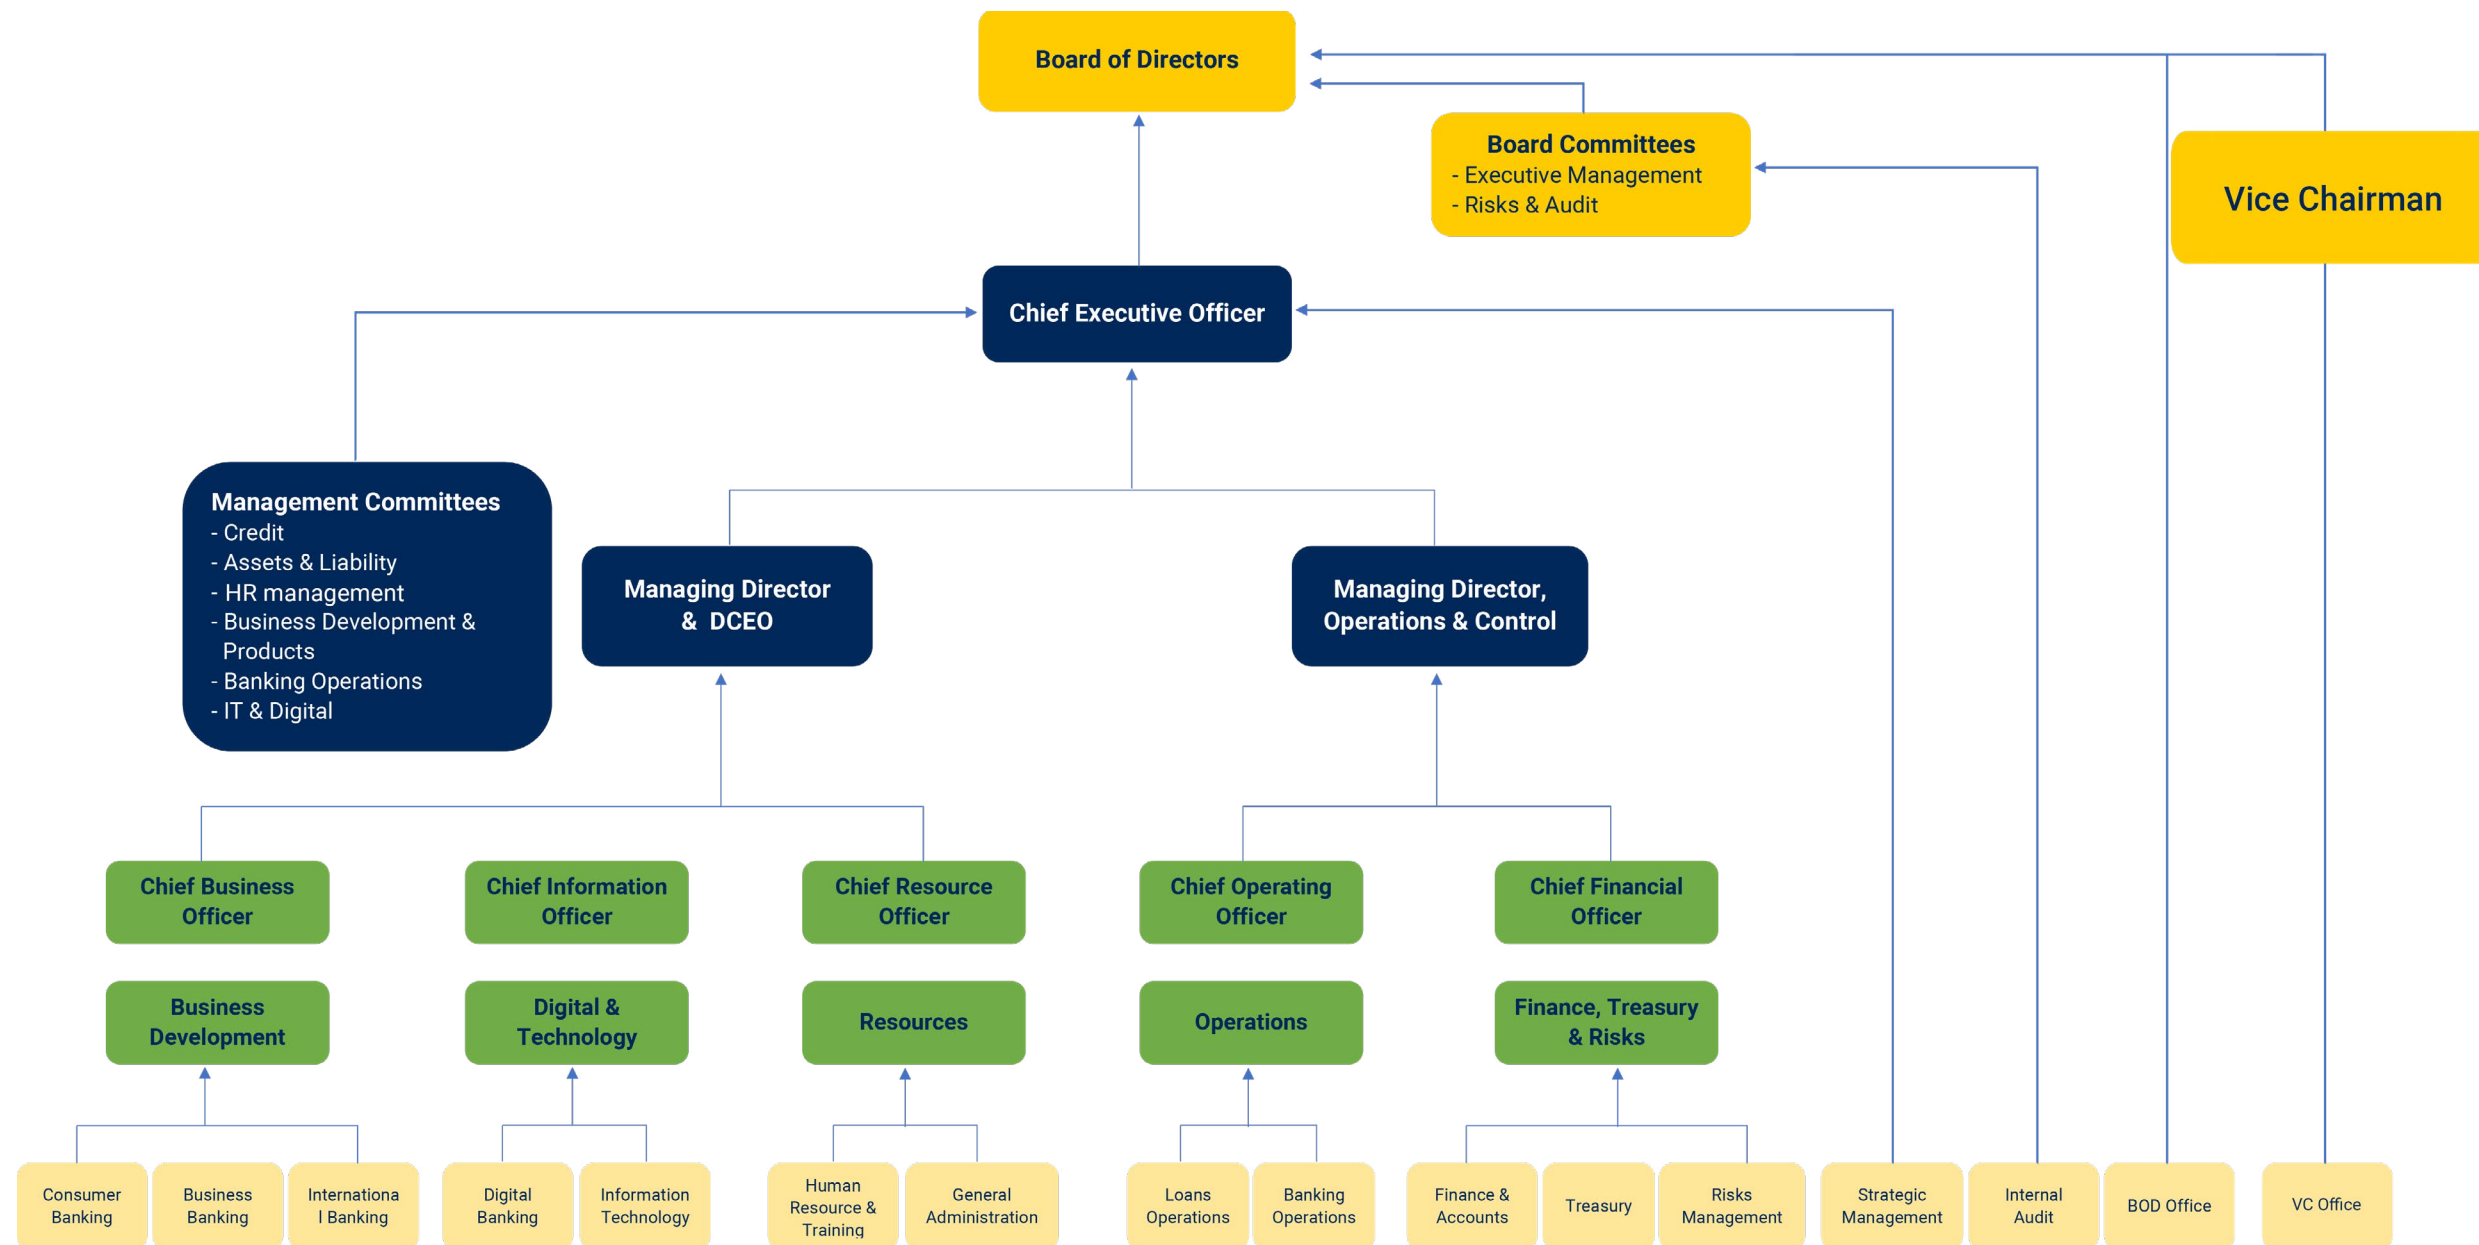 Board of Directors
Board Committees
- Executive Management
- Risks & Audit
Vice Chairman
Chief Executive Officer
Management Committees
- Credit
- Assets & Liability
- HR management
- Business Development &
Products
- Banking Operations
- IT & Digital
Managing Director
& DCEO
Managing Director,
Operations & Control
Chief Business
Officer
Chief Information
Officer
Chief Resource
Officer
Chief Operating
Officer
Chief Financial
Officer
Business
Development
Digital &
Technology
Resources
Operations
Finance, Treasury
& Risks
Consumer
Banking
Business
Banking
Internationa
l Banking
Digital
Banking
Information
Technology
Human
Resource &
Training
General
Administration
Loans
Operations
Banking
Operations
Finance &
Accounts
Treasury
Risks
Management
Strategic
Management
Internal
Audit
BOD Office
VC Office